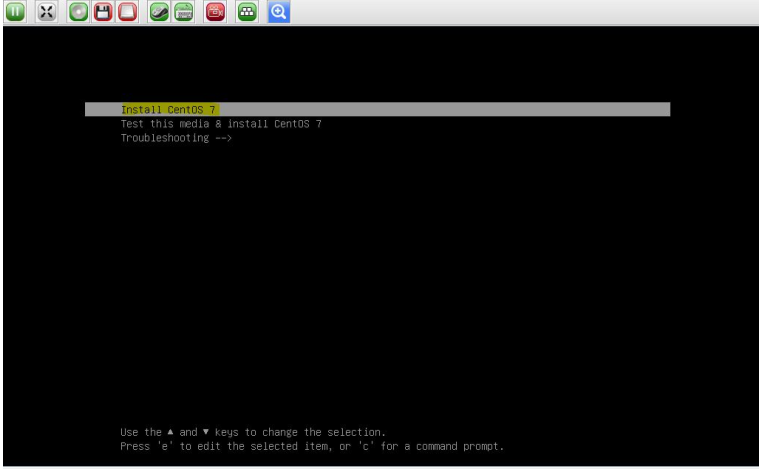 Install CentOS 7
Test this media & install CentOS 7
Troubleshooting -->
Use the ▲ and ▼ keys to change the selection.
Press 'e' to edit the selected item, or 'c' for a command prompt.